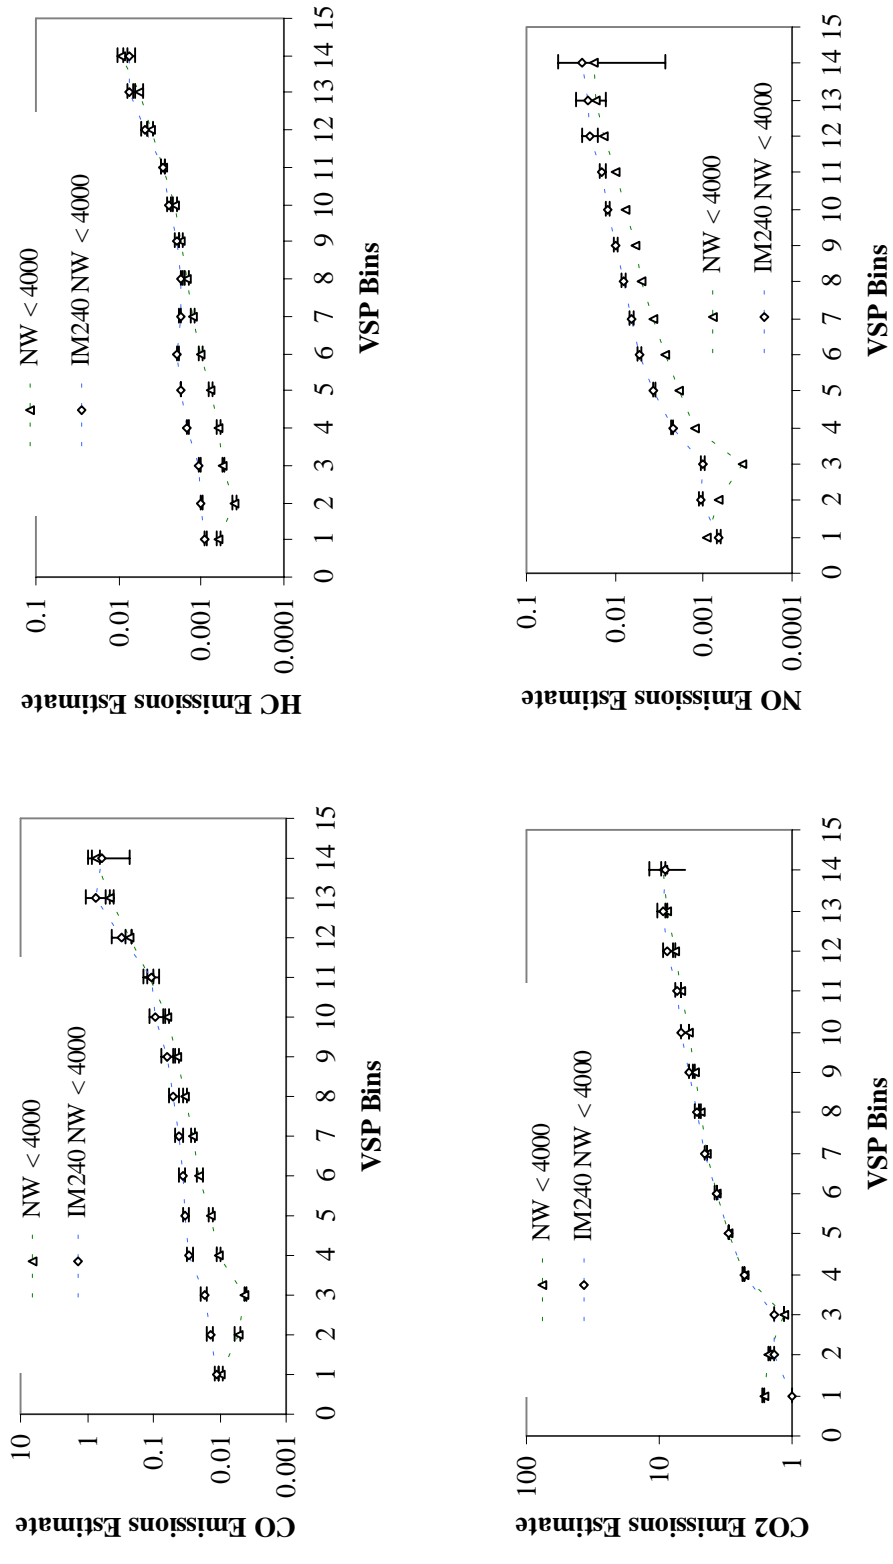 CO Emissions Estimate
10
1
0.1
0.01
0.001
NW < 4000
IM240 NW < 4000
0 1 2 3 4 5 6 7 8 9 10 11 12 13 14 15
VSP Bins
HC Emissions Estimate
0.1
0.01
0.001
0.0001
NW < 4000
IM240 NW < 4000
0 1 2 3 4 5 6 7 8 9 10 11 12 13 14 15
VSP Bins
CO2 Emissions Estimate
100
10
1
NW < 4000
IM240 NW < 4000
0 1 2 3 4 5 6 7 8 9 10 11 12 13 14 15
VSP Bins
NO Emissions Estimate
0.1
0.01
0.001
0.0001
NW < 4000
IM240 NW < 4000
0 1 2 3 4 5 6 7 8 9 10 11 12 13 14 15
VSP Bins